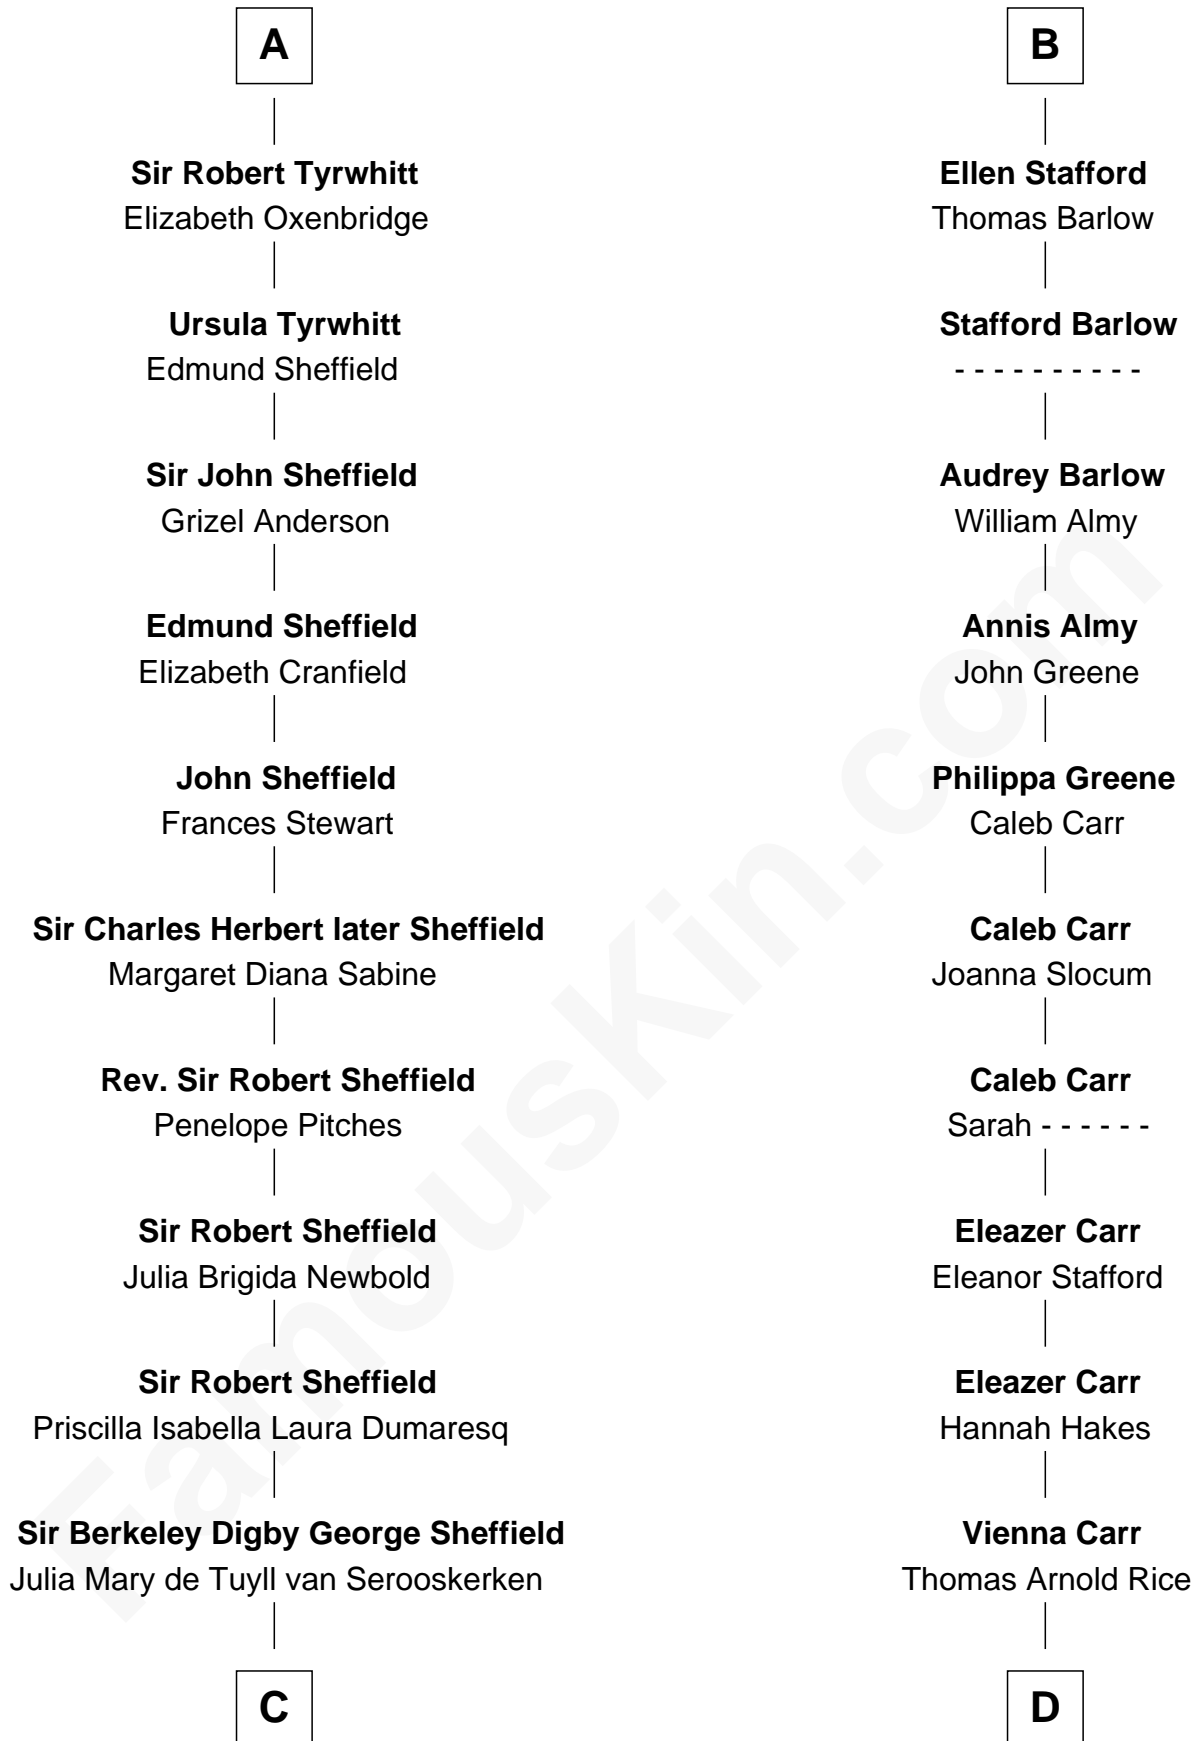 A
Sir Robert Tyrwhitt
Elizabeth Oxenbridge
Ursula Tyrwhitt
Edmund Sheffield
Sir John Sheffield
Grizel Anderson
Edmund Sheffield
Elizabeth Cranfield
John Sheffield
Frances Stewart
Sir Charles Herbert later Sheffield
Margaret Diana Sabine
Rev. Sir Robert Sheffield
Penelope Pitches
Sir Robert Sheffield
Julia Brigida Newbold
Sir Robert Sheffield
Priscilla Isabella Laura Dumaresq
Sir Berkeley Digby George Sheffield
Julia Mary de Tuyll van Serooskerken
C
B
Ellen Stafford
Thomas Barlow
Stafford Barlow
- - - - - - - - - -
Audrey Barlow
William Almy
Annis Almy
John Greene
Philippa Greene
Caleb Carr
Caleb Carr
Joanna Slocum
Caleb Carr
Sarah - - - - - -
Eleazer Carr
Eleanor Stafford
Eleazer Carr
Hannah Hakes
Vienna Carr
Thomas Arnold Rice
D
FamousKin.com